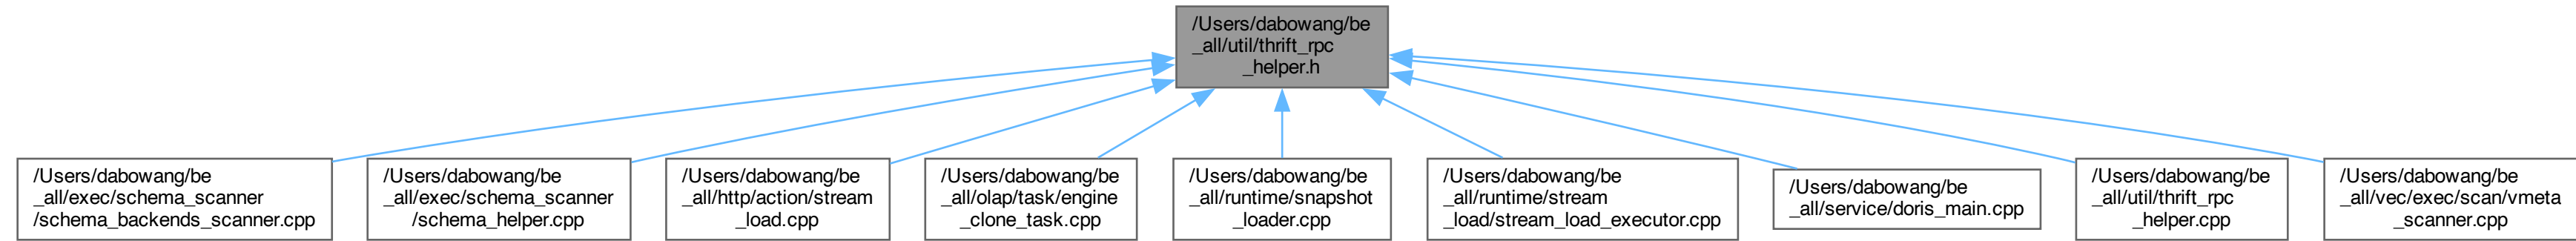 /Users/dabowang/be
_all/util/thrift_rpc
_helper.h
/Users/dabowang/be
_all/exec/schema_scanner
/schema_backends_scanner.cpp
/Users/dabowang/be
_all/exec/schema_scanner
/schema_helper.cpp
/Users/dabowang/be
_all/http/action/stream
_load.cpp
/Users/dabowang/be
_all/olap/task/engine
_clone_task.cpp
/Users/dabowang/be
_all/runtime/snapshot
_loader.cpp
/Users/dabowang/be
_all/runtime/stream
_load/stream_load_executor.cpp
/Users/dabowang/be
_all/service/doris_main.cpp
/Users/dabowang/be
_all/util/thrift_rpc
_helper.cpp
/Users/dabowang/be
_all/vec/exec/scan/vmeta
_scanner.cpp